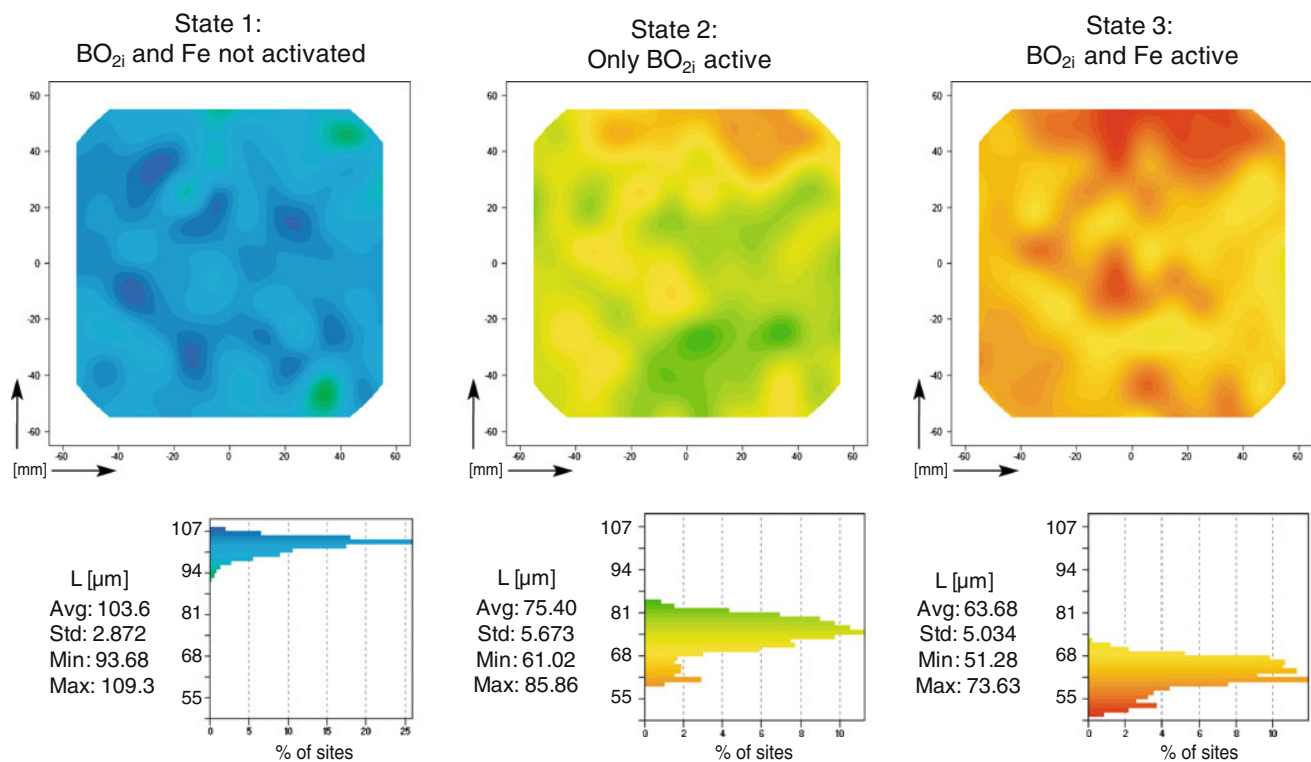 State 1:
BO2i and Fe not activated
State 2:
Only BO2i active
State 3:
BO2i and Fe active
60
40
20
0
-20
-40
-60
[mm]
-60 -40 -20 0 20 40 60
60
40
20
0
-20
-40
-60
[mm]
-60 -40 -20 0 20 40 60
60
40
20
0
-20
-40
-60
[mm]
-60 -40 -20 0 20 40 60
L [µm]
Avg: 103.6
Std: 2.872
Min: 93.68
Max: 109.3
107
94
81
68
55
0 5 10 15 20 25
% of sites
L [µm]
Avg: 75.40
Std: 5.673
Min: 61.02
Max: 85.86
107
94
81
68
55
0 2 4 6 8 10
% of sites
L [µm]
Avg: 63.68
Std: 5.034
Min: 51.28
Max: 73.63
107
94
81
68
55
0 2 4 6 8 10
% of sites